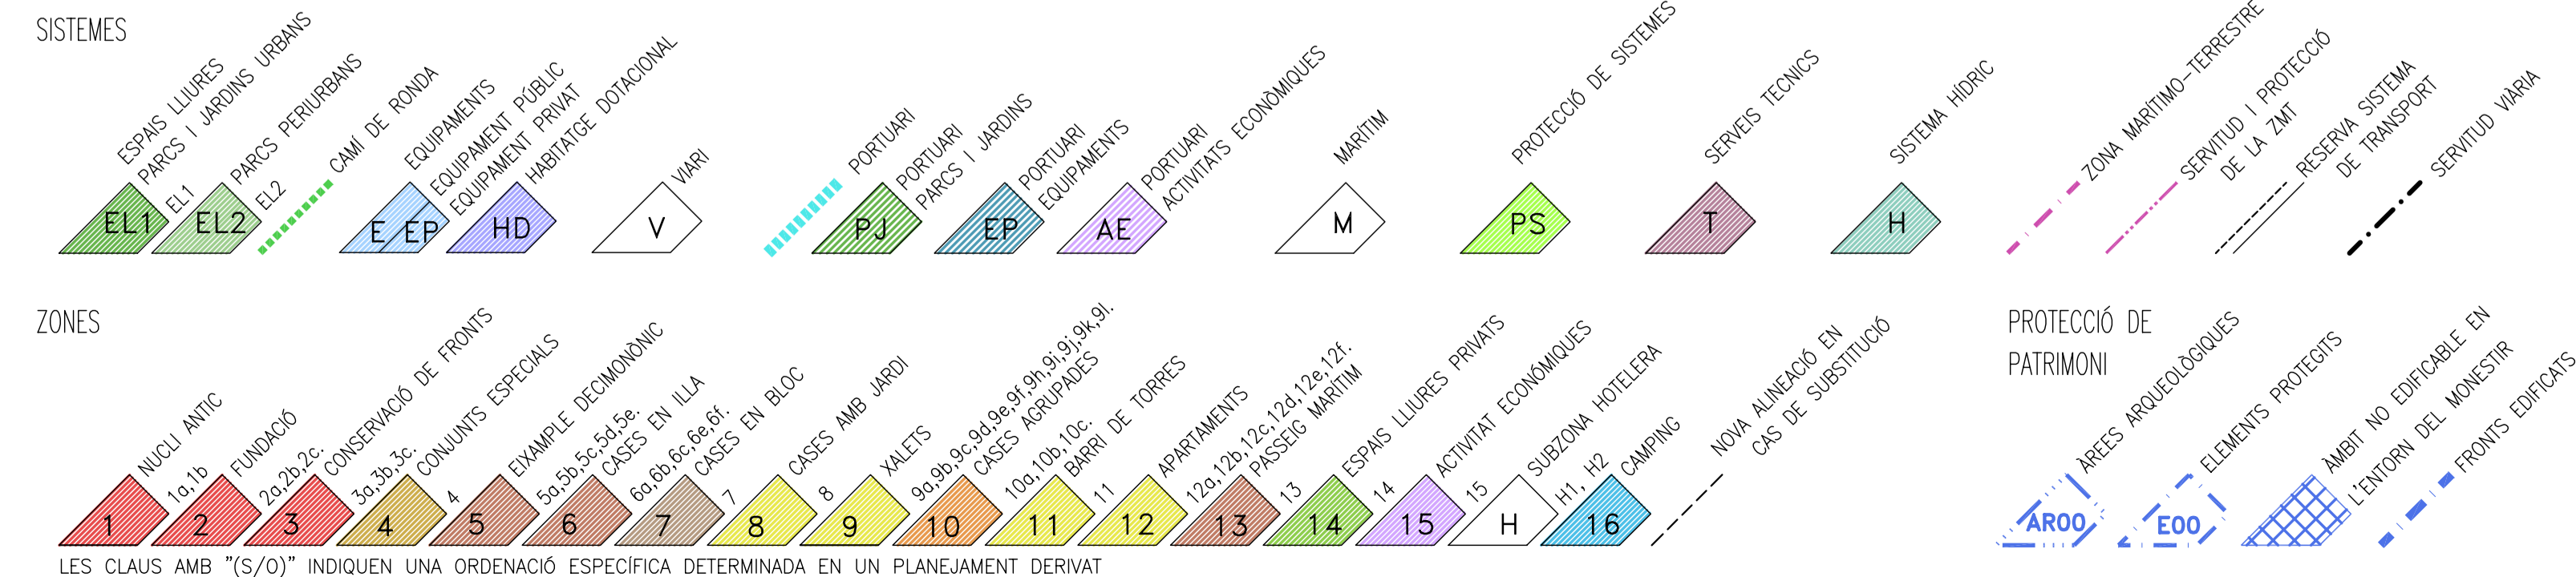 SISTEMES
ESPAIS LLIURES
PARCS I JARDINS URBANS
EL1
EL1
PARCS PERIURBANS
EL2
EL2
CAMÍ DE RONDA
EQUIPAMENTS
EQUIPAMENT PÚBLIC
EQUIPAMENT PRIVAT
E EP
HABITATGE DOTACIONAL
HD
VIARI
V
PORTUARI
PORTUARI
PARCS I JARDINS
PJ
PORTUARI
EQUIPAMENTS
EP
PORTUARI
ACTIVITATS ECONÒMIQUES
AE
MARÍTIM
M
PROTECCIÓ DE SISTEMES
PS
SERVEIS TECNICS
T
SISTEMA HÍDRIC
H
ZONA MARÍTIMO-TERRESTRE
SERVITUD I PROTECCIÓ
DE LA ZMT
RESERVA SISTEMA
DE TRANSPORT
SERVITUD VIÀRIA
ZONES
NUCLI ANTIC
1a,1b
1
FUNDACIÓ
2a,2b,2c.
2
CONSERVACIÓ DE FRONTS
3a,3b,3c.
3
CONJUNTS ESPECIALS
4
4
EIXAMPLE DECIMONÒNIC
5a,5b,5c,5d,5e.
5
CASES EN ILLA
6a,6b,6c,6e,6f.
6
CASES EN BLOC
7
7
CASES AMB JARDI
8
8
XALETS
9a,9b,9c,9d,9e,9f,9h,9i,9j,9k,9l.
9
CASES AGRUPADES
10a,10b,10c.
10
BARRI DE TORRES
11
11
APARTAMENTS
12a,12b,12c,12d,12e,12f.
12
PASSEIG MARÍTIM
13
13
ESPAIS LLIURES PRIVATS
14
14
ACTIVITAT ECONÓMIQUES
15
15
SUBZONA HOTELERA
H1, H2
H
CAMPING
16
NOVA ALINEACIÓ EN
CAS DE SUBSTITUCIÓ
LES CLAUS AMB "(S/O)" INDIQUEN UNA ORDENACIÓ ESPECÍFICA DETERMINADA EN UN PLANEJAMENT DERIVAT
PROTECCIÓ DE
PATRIMONI
ÀREES ARQUEOLÒGIQUES
AR00
ELEMENTS PROTEGITS
E00
ÀMBIT NO EDIFICABLE EN
L'ENTORN DEL MONESTIR
FRONTS EDIFICATS